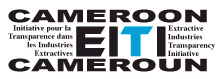 CAMEROON
Initiative pour la
Transparence dans
les Industries
Extractives
EITI
Extractive
Industries
Transparency
Initiative
CAMEROUN